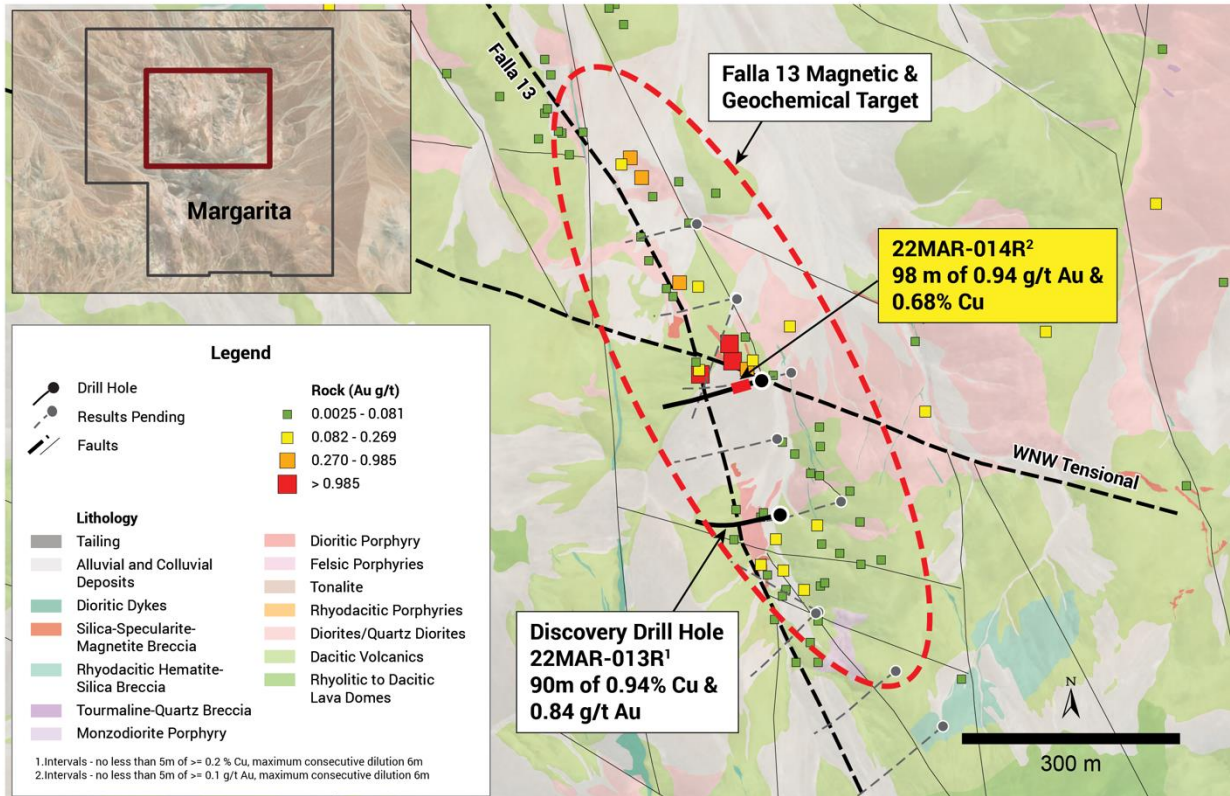 Margarita
Falla 13
Falla 13 Magnetic &
Geochemical Target
22MAR-014R²
98 m of 0.94 g/t Au &
0.68% Cu
WNW Tensional
Discovery Drill Hole
22MAR-013R¹
90m of 0.94% Cu &
0.84 g/t Au
N
300 m
Legend
Drill Hole
Results Pending
Faults
Rock (Au g/t)
0.0025 - 0.081
0.082 - 0.269
0.270 - 0.985
> 0.985
Lithology
Tailing
Alluvial and Colluvial
Deposits
Dioritic Dykes
Silica-Specularite-
Magnetite Breccia
Rhyodacitic Hematite-
Silica Breccia
Tourmaline-Quartz Breccia
Monzodiorite Porphyry
Dioritic Porphyry
Felsic Porphyries
Tonalite
Rhyodacitic Porphyries
Diorites/Quartz Diorites
Dacitic Volcanics
Rhyolitic to Dacitic
Lava Domes
1.Intervals - no less than 5m of >= 0.2 % Cu, maximum consecutive dilution 6m
2.Intervals - no less than 5m of >= 0.1 g/t Au, maximum consecutive dilution 6m